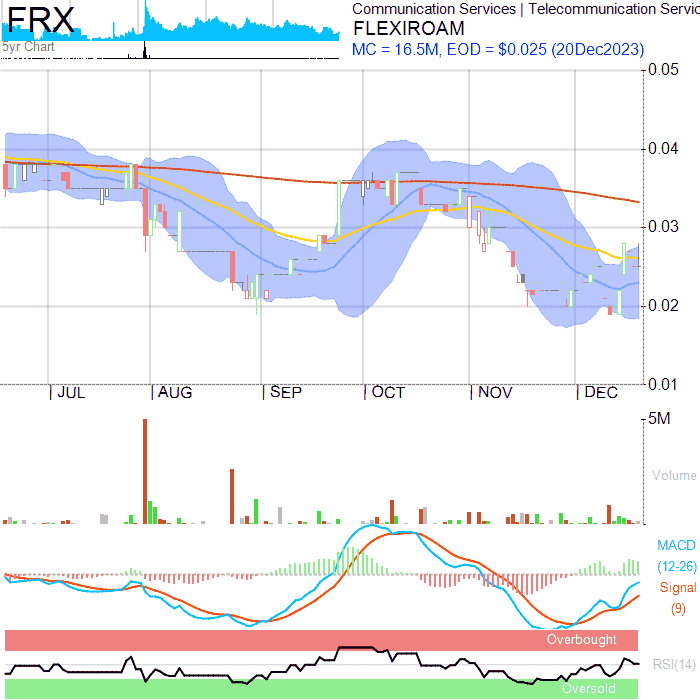 FRX
5yr Chart
Communication Services | Telecommunication Servic
FLEXIROAM
MC = 16.5M, EOD = $0.025 (20Dec2023)
0.05
0.04
0.03
0.02
0.01
JUL AUG SEP OCT NOV DEC
5M
Volume
MACD
(12-26)
Signal
(9)
Overbought
RSI(14)
Oversold